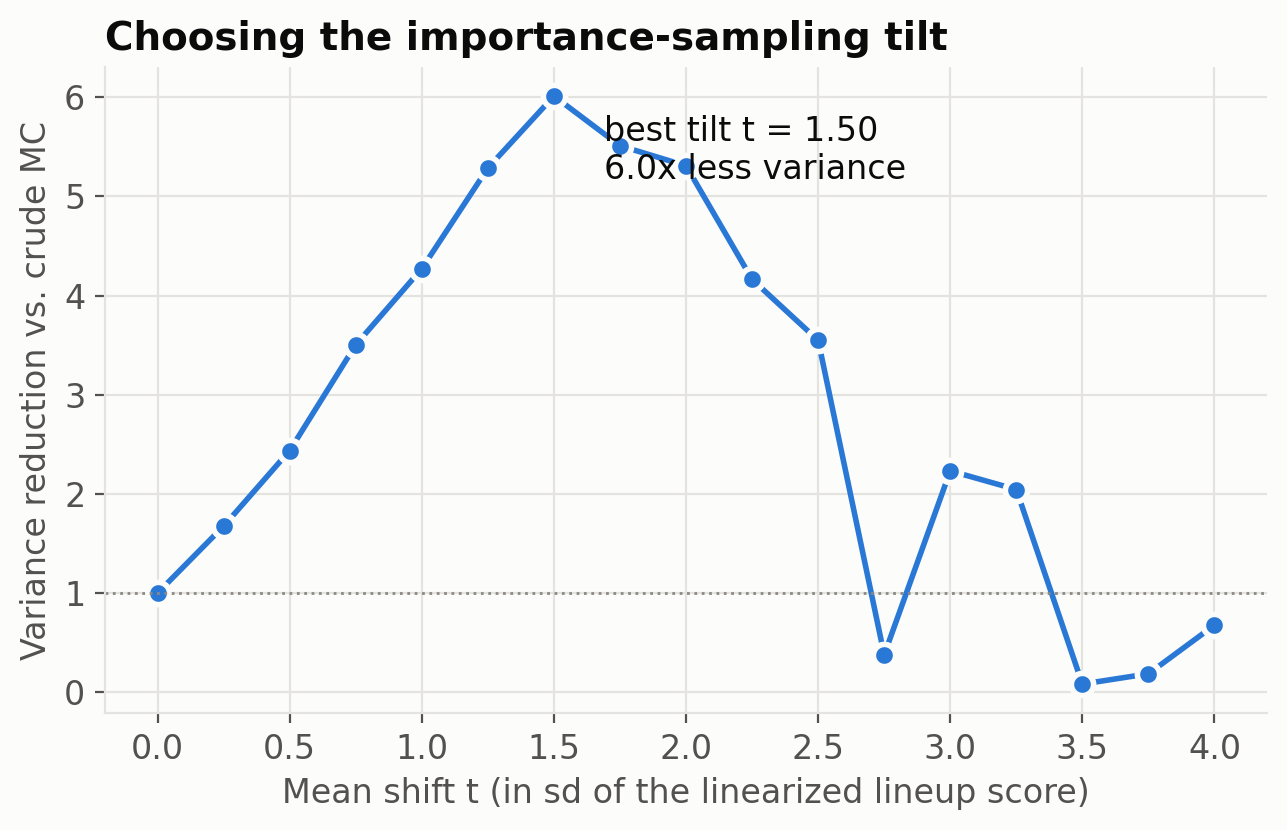 Choosing the importance-sampling tilt
Variance reduction vs. crude MC
6
5
4
3
2
1
0
best tilt t = 1.50
6.0x less variance
0.0 0.5 1.0 1.5 2.0 2.5 3.0 3.5 4.0
Mean shift t (in sd of the linearized lineup score)